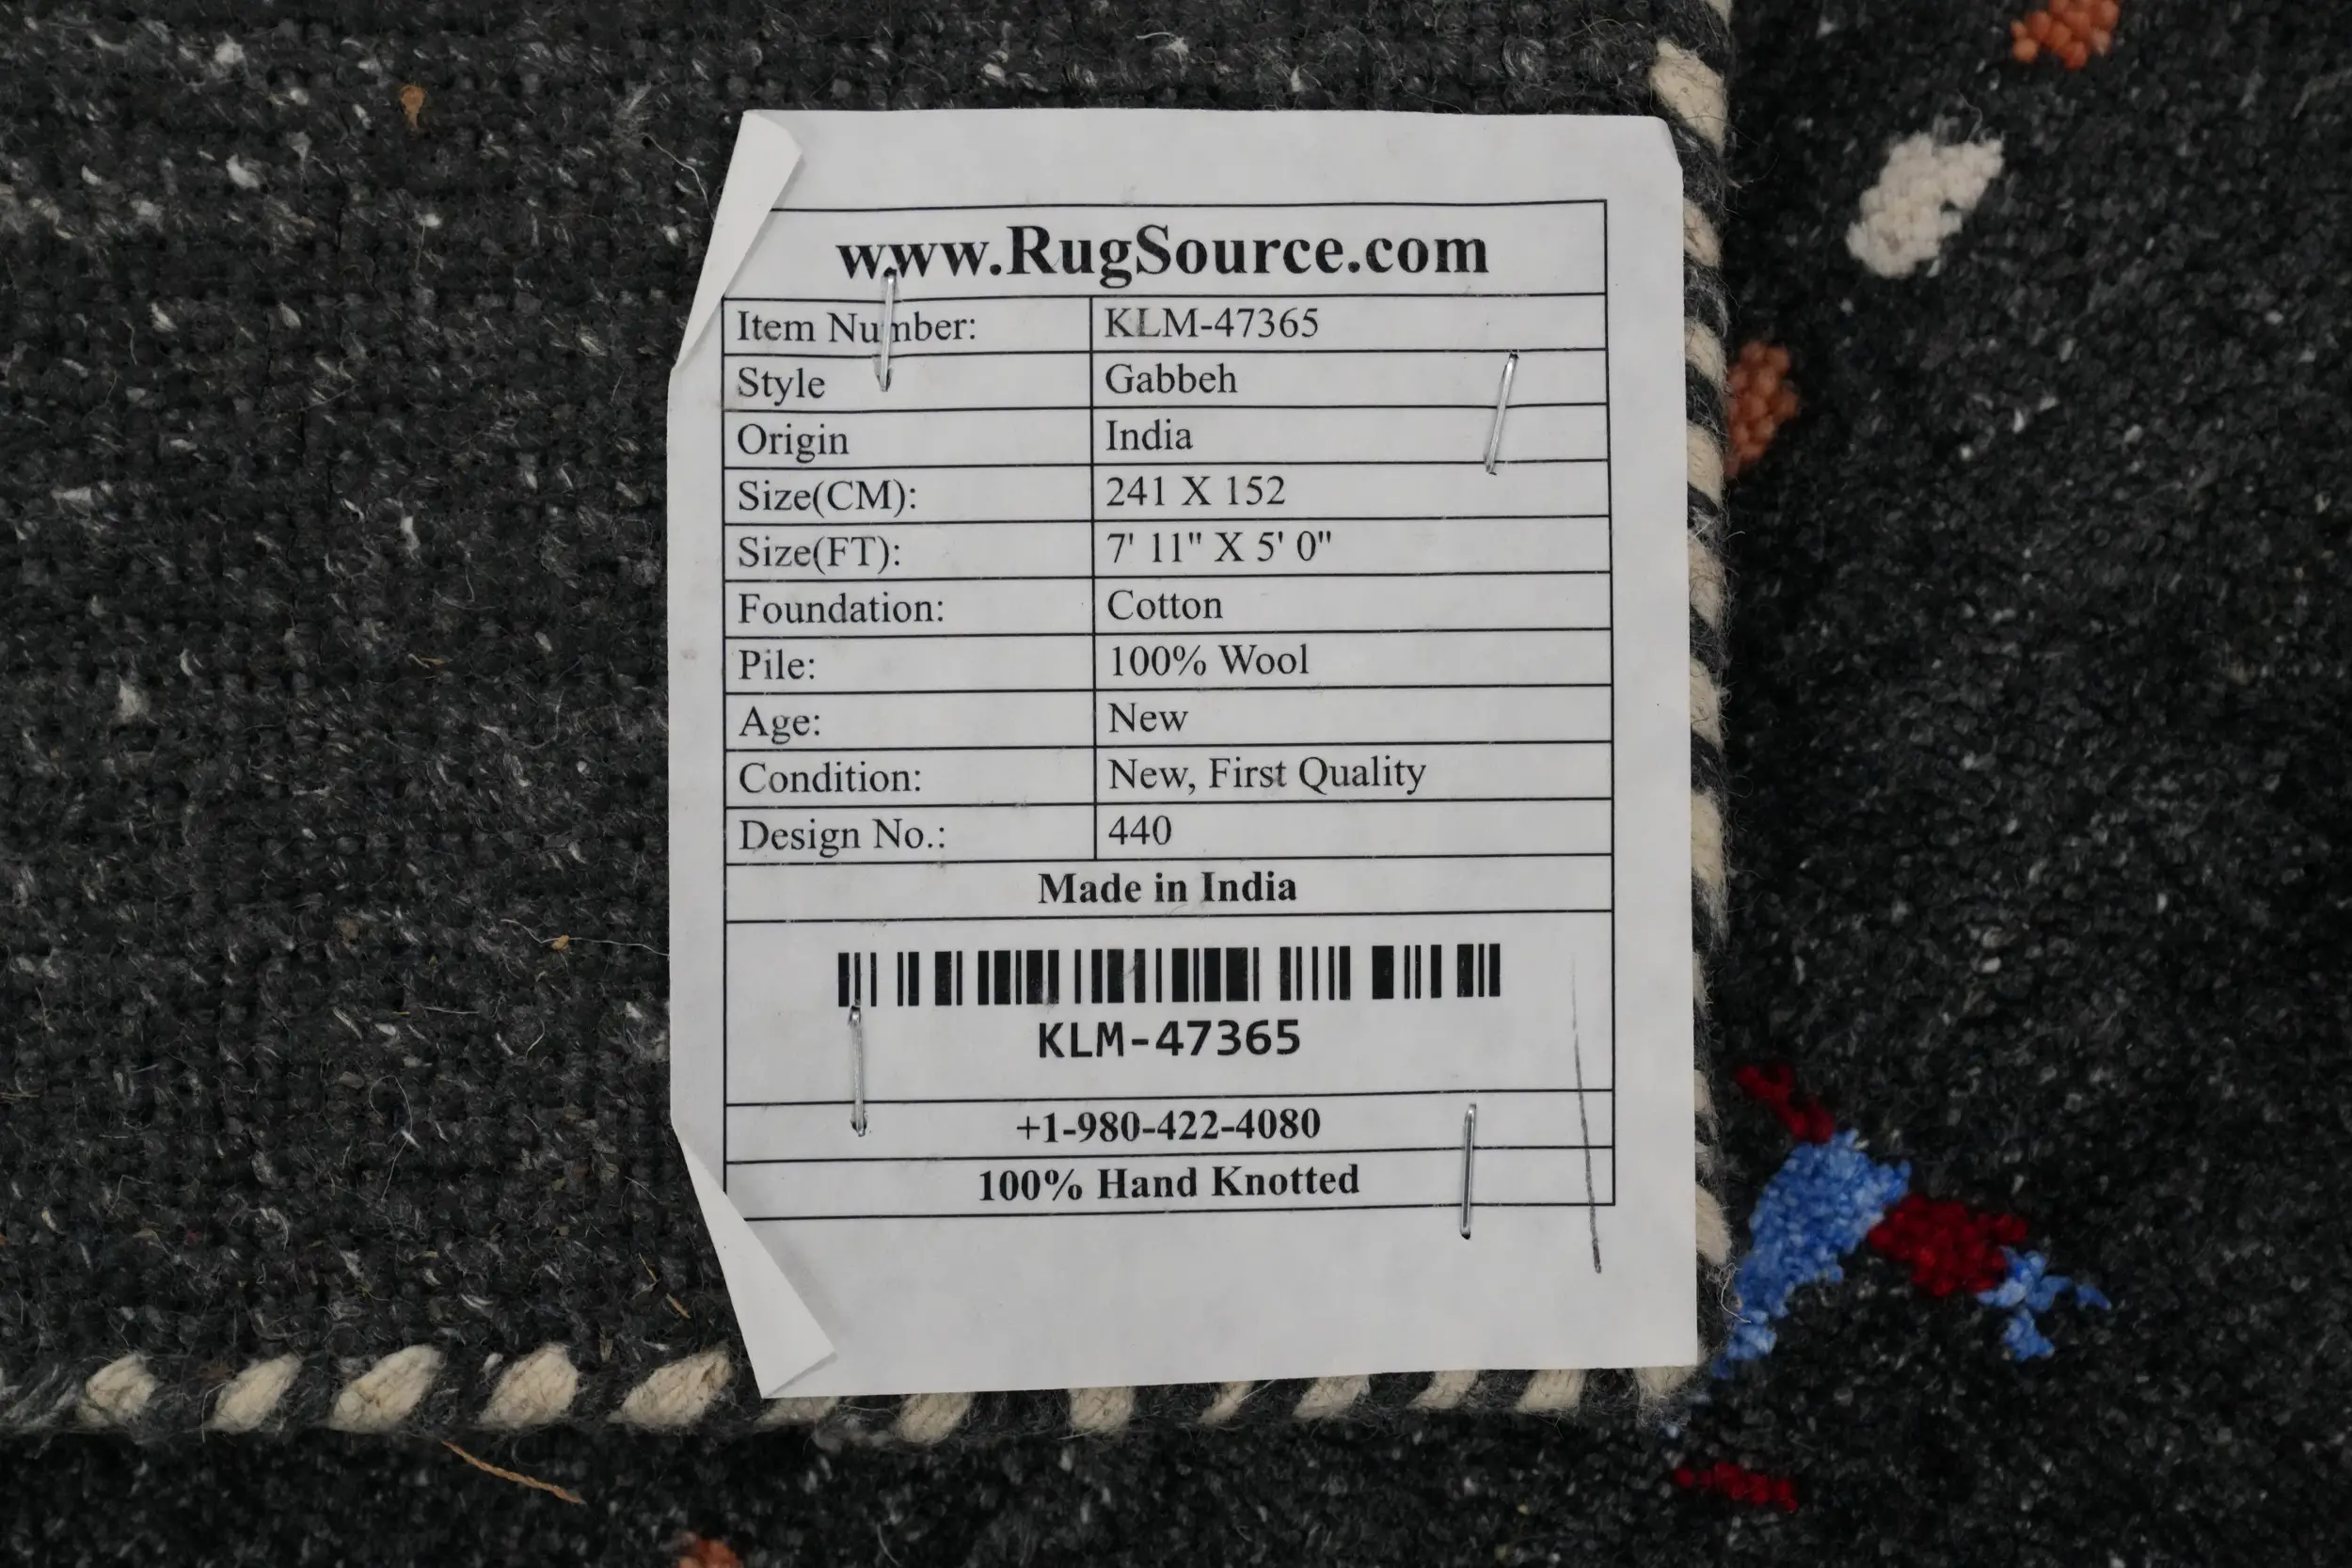 www.RugSource.com
Item Number: KLM-47365
Style Gabbeh
Origin India
Size(CM): 241 X 152
Size(FT): 7' 11" X 5' 0"
Foundation: Cotton
Pile: 100% Wool
Age: New
Condition: New, First Quality
Design No.: 440
Made in India
KLM-47365
+1-980-422-4080
100% Hand Knotted